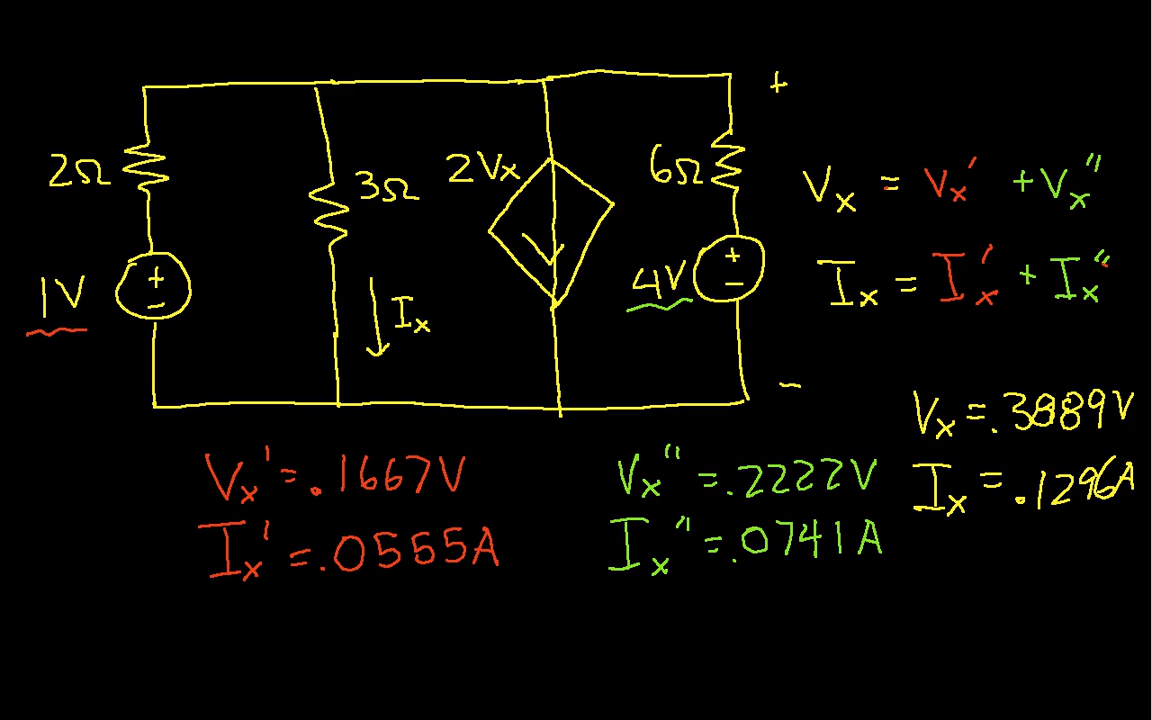 +
2Ω
3Ω
2Vx
6Ω
Vx = Vx' + Vx"
1V
+
-
Ix
4V
+
-
Ix = Ix' + Ix"
-
Vx = .3889V
Ix = .1296A
Vx' = .1667V
Ix' = .0555A
Vx" = .2222V
Ix" = .0741A